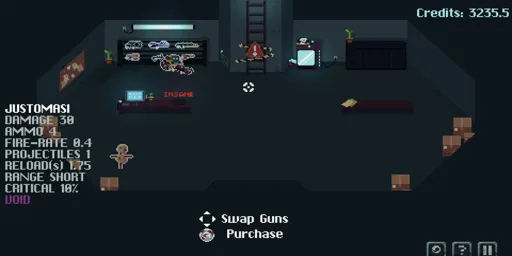 Credits: 3235.5
INSANE
JUSTOMASI
DAMAGE 30
AMMO 4
FIRE-RATE 0.4
PROJECTILES 1
RELOAD(s) 1.75
RANGE SHORT
CRITICAL 10%
VOID
Swap Guns
Purchase
?